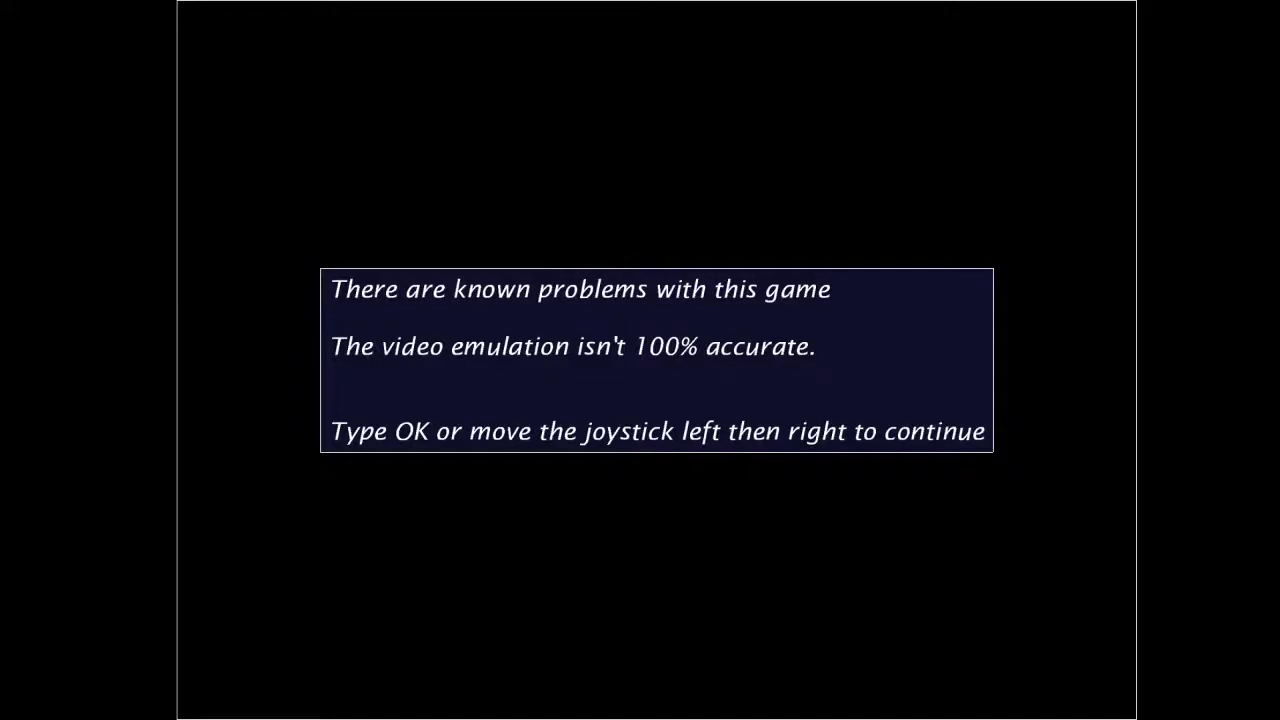 There are known problems with this game
The video emulation isn't 100% accurate.
Type OK or move the joystick left then right to continue